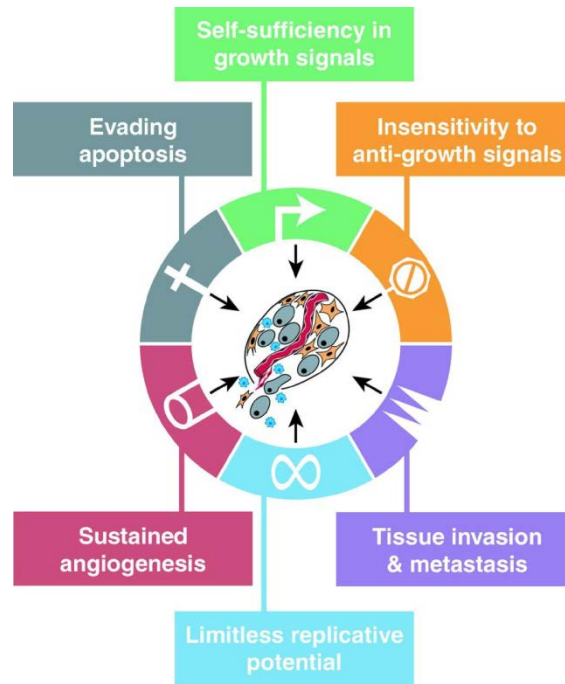 Self-sufficiency in
growth signals
Evading
apoptosis
Insensitivity to
anti-growth signals
Sustained
angiogenesis
Tissue invasion
& metastasis
Limitless replicative
potential